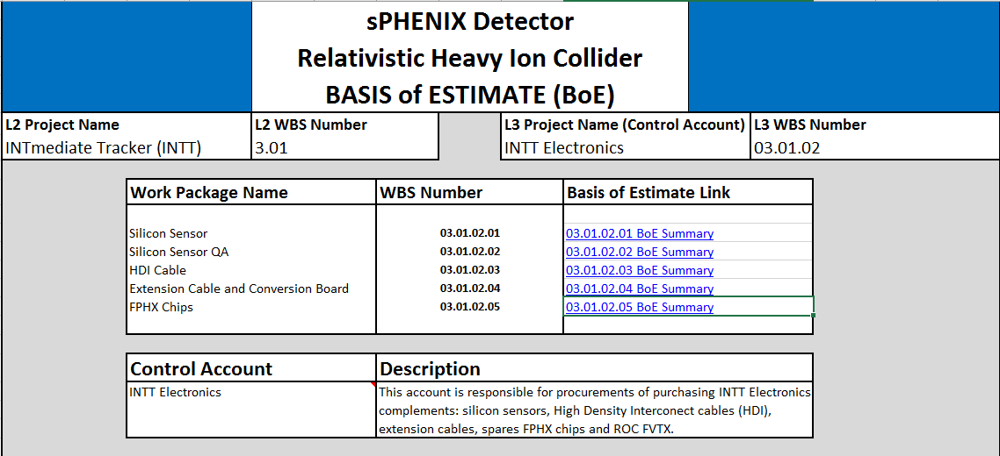 sPHENIX Detector
Relativistic Heavy Ion Collider
BASIS of ESTIMATE (BoE)
L2 Project Name L2 WBS Number L3 Project Name (Control Account) L3 WBS Number
INTmediate Tracker (INTT) 3.01 INTT Electronics 03.01.02
Work Package Name WBS Number Basis of Estimate Link
Silicon Sensor 03.01.02.01 03.01.02.01 BoE Summary
Silicon Sensor QA 03.01.02.02 03.01.02.02 BoE Summary
HDI Cable 03.01.02.03 03.01.02.03 BoE Summary
Extension Cable and Conversion Board 03.01.02.04 03.01.02.04 BoE Summary
FPHX Chips 03.01.02.05 03.01.02.05 BoE Summary
Control Account Description
INTT Electronics This account is responsible for procurements of purchasing INTT Electronics
complements: silicon sensors, High Density Interconect cables (HDI),
extension cables, spares FPHX chips and ROC FVTX.